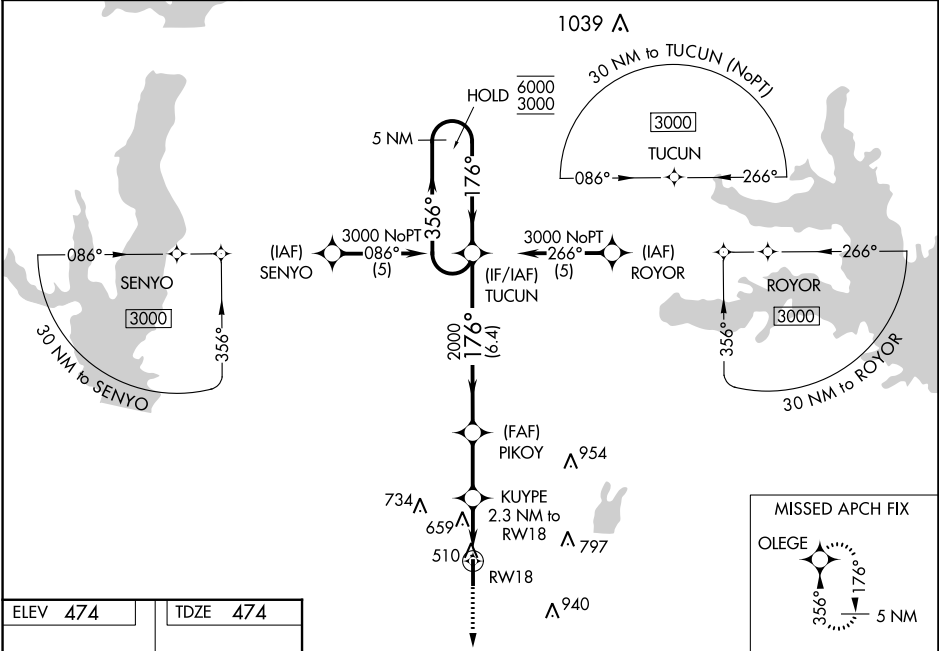 1039
30 NM to TUCUN (NoPT)
3000
TUCUN
086°
266°
HOLD
6000
3000
5 NM
356°
176°
(IAF)
SENYO
3000 NoPT
086°
(5)
(IF/IAF)
TUCUN
3000 NoPT
266°
(5)
(IAF)
ROYOR
086°
SENYO
3000
356°
30 NM to SENYO
266°
ROYOR
3000
356°
30 NM to ROYOR
2000
176°
(6.4)
(FAF)
PIKOY
954
KUYPE
2.3 NM to
RW18
734
659
797
510
RW18
940
MISSED APCH FIX
OLEGE
356°
176°
5 NM
ELEV 474
TDZE 474